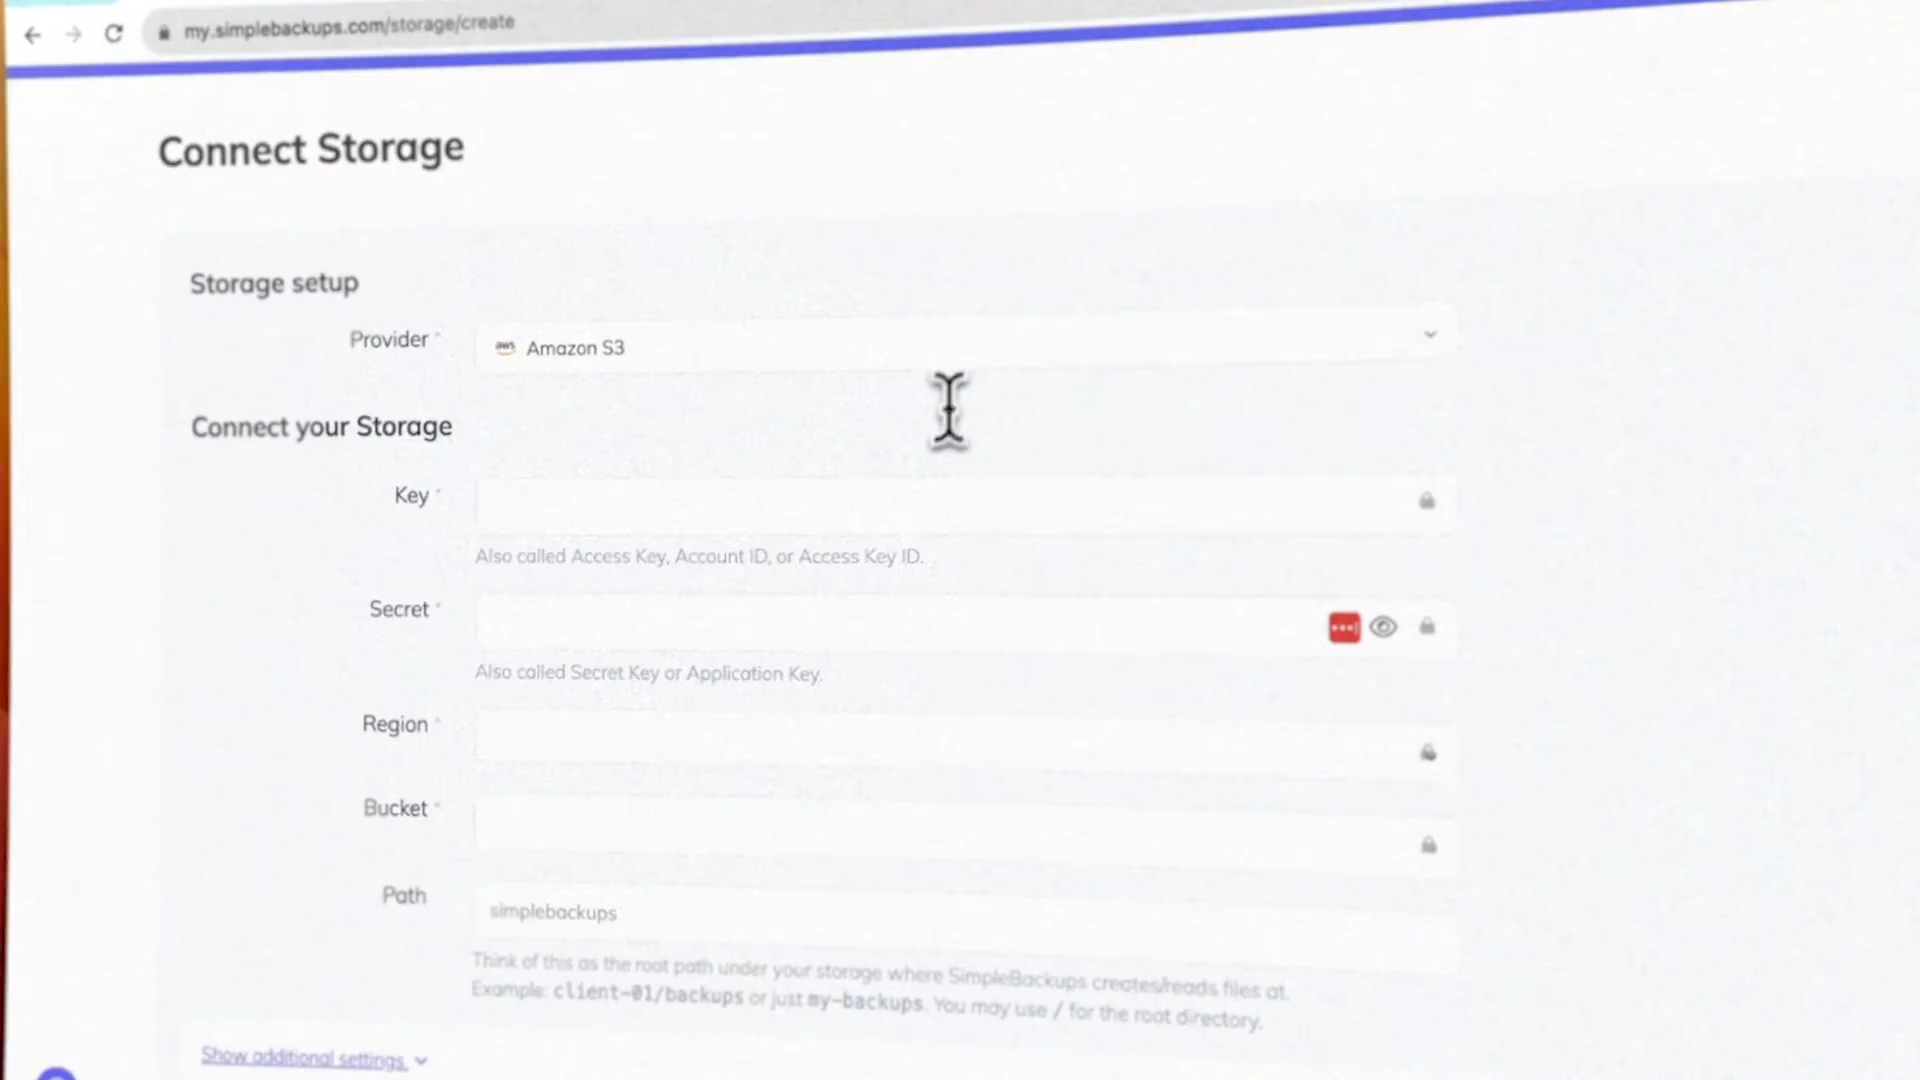 my.simplebackups.com/storage/create
Connect Storage
Storage setup
Provider *
aws Amazon S3
Connect your Storage
Key *
Also called Access Key, Account ID, or Access Key ID.
Secret *
Also called Secret Key or Application Key.
Region *
Bucket *
Path
simplebackups
Think of this as the root path under your storage where SimpleBackups creates/reads files at.
Example: client-01/backups or just my-backups. You may use / for the root directory.
Show additional settings